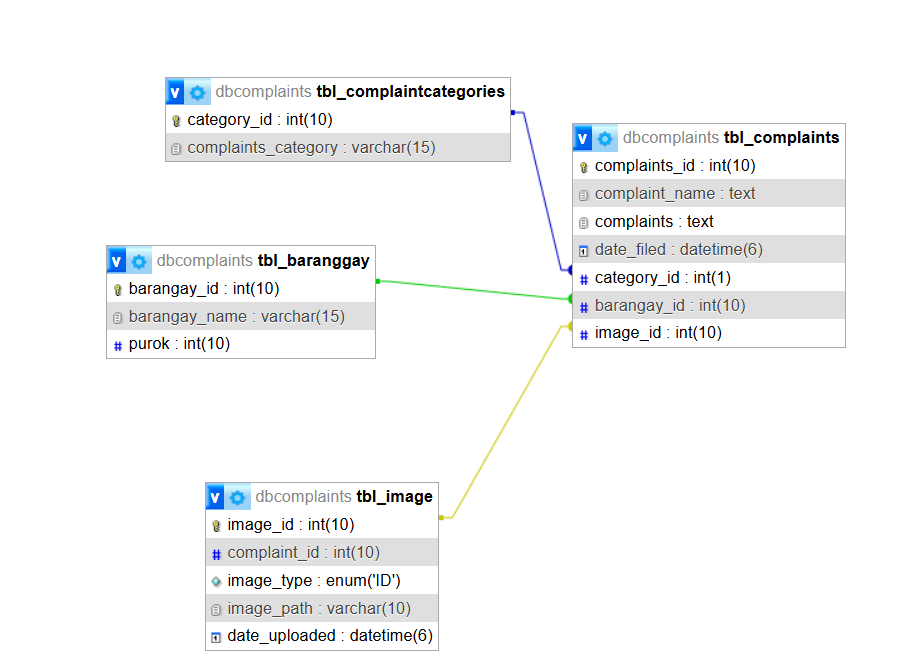 v dbcomplaints tbl_complaintcategories
category_id : int(10)
complaints_category : varchar(15)
v dbcomplaints tbl_complaints
complaints_id : int(10)
complaint_name : text
complaints : text
date_filed : datetime(6)
# category_id : int(1)
# barangay_id : int(10)
# image_id : int(10)
v dbcomplaints tbl_baranggay
barangay_id : int(10)
barangay_name : varchar(15)
# purok : int(10)
v dbcomplaints tbl_image
image_id : int(10)
# complaint_id : int(10)
image_type : enum('ID')
image_path : varchar(10)
date_uploaded : datetime(6)